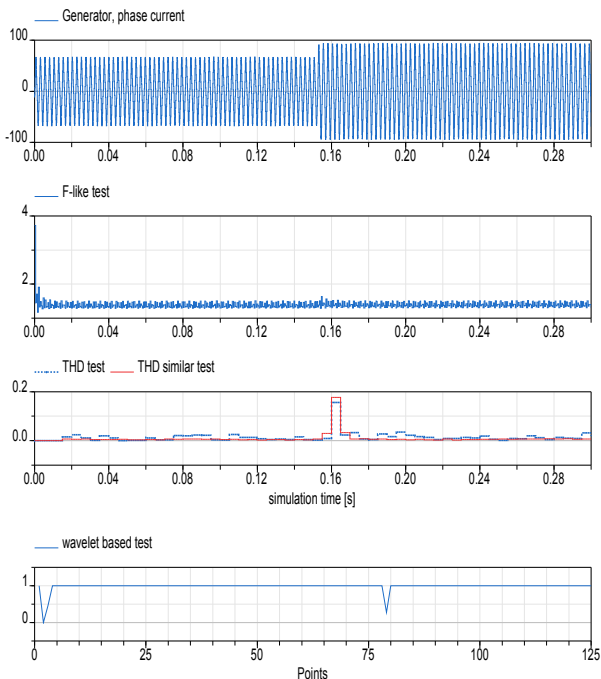 Generator, phase current
100
0
-100
0.00 0.04 0.08 0.12 0.16 0.20 0.24 0.28
F-like test
4
2
0.00 0.04 0.08 0.12 0.16 0.20 0.24 0.28
THD test THD similar test
0.2
0.0
0.00 0.04 0.08 0.12 0.16 0.20 0.24 0.28
simulation time [s]
wavelet based test
1
0
0 25 50 75 100 125
Points